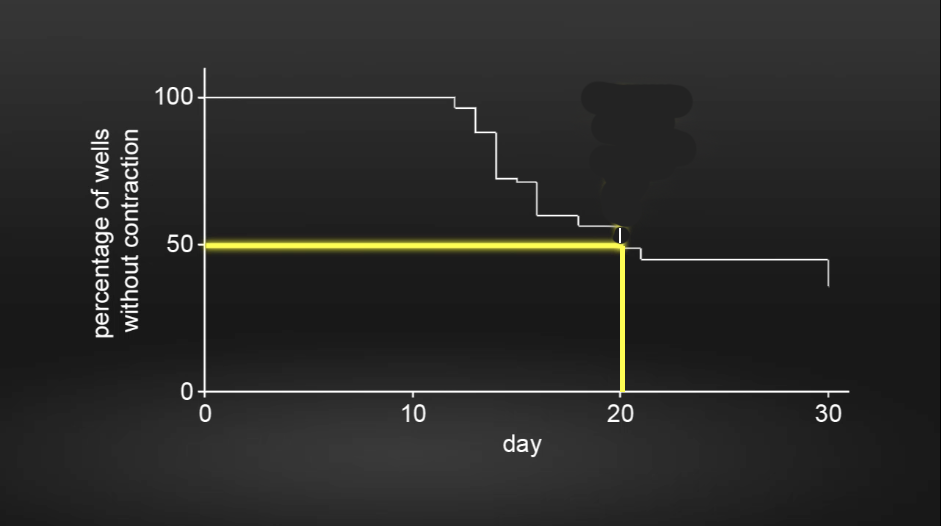 100
50
0
percentage of wells
without contraction
0 10 20 30
day